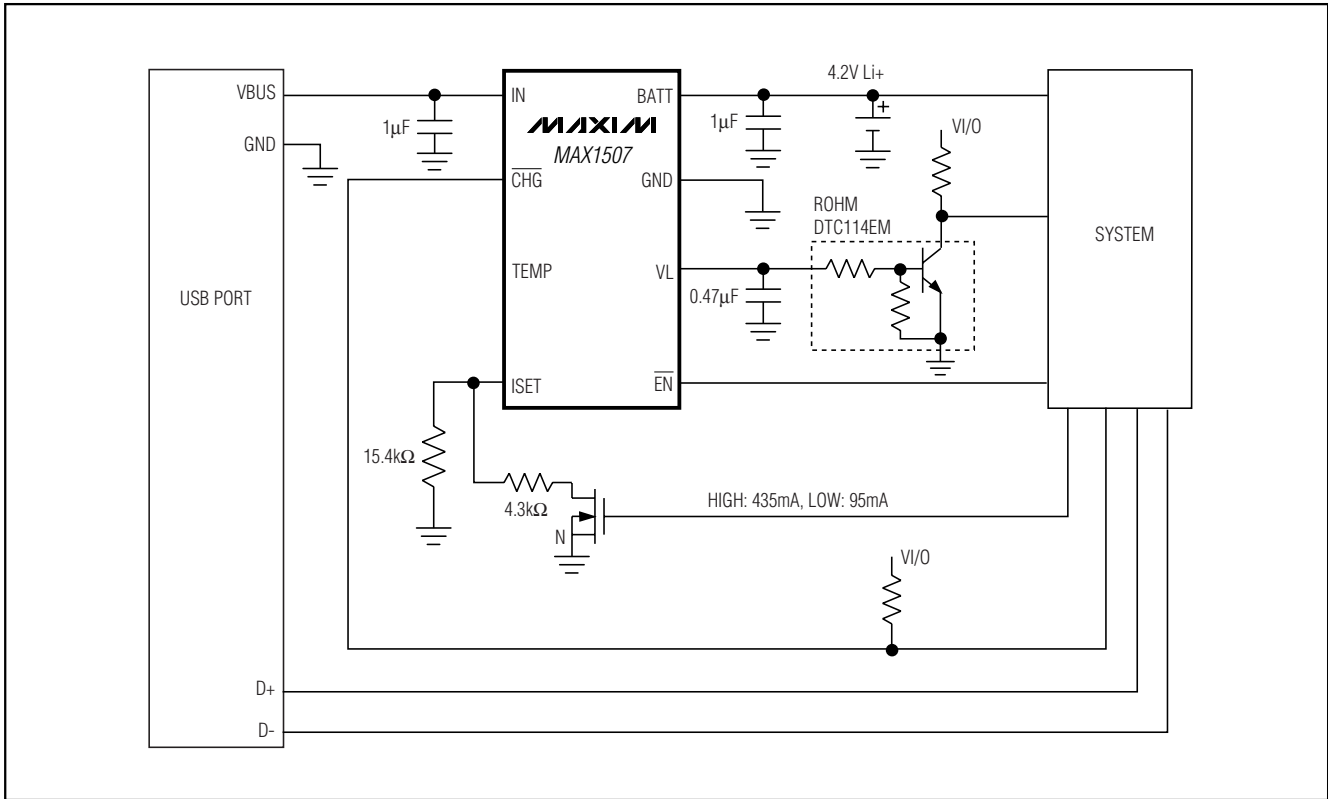 VBUS
GND
USB PORT
D+
D-
1µF
IN
BATT
MAXIM
MAX1507
CHG
GND
TEMP
VL
ISET
EN
1µF
4.2V Li+
+
VI/O
ROHM
DTC114EM
0.47µF
SYSTEM
15.4kΩ
4.3kΩ
N
HIGH: 435mA, LOW: 95mA
VI/O